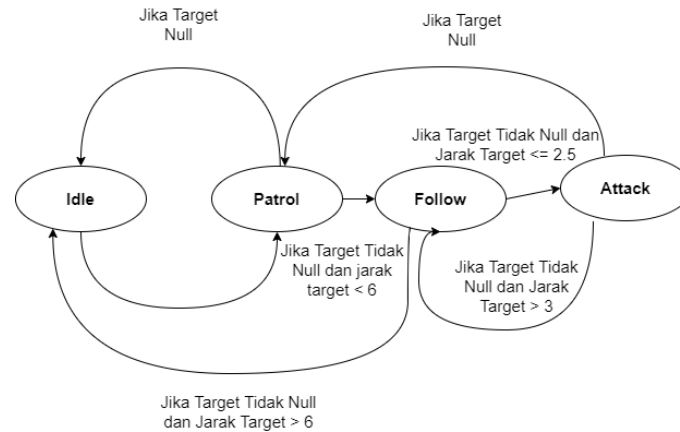 Jika Target
Null
Jika Target
Null
Jika Target Tidak Null dan
Jarak Target <= 2.5
Idle
Patrol
Follow
Attack
Jika Target Tidak
Null dan jarak
target < 6
Jika Target Tidak
Null dan Jarak
Target > 3
Jika Target Tidak Null
dan Jarak Target > 6